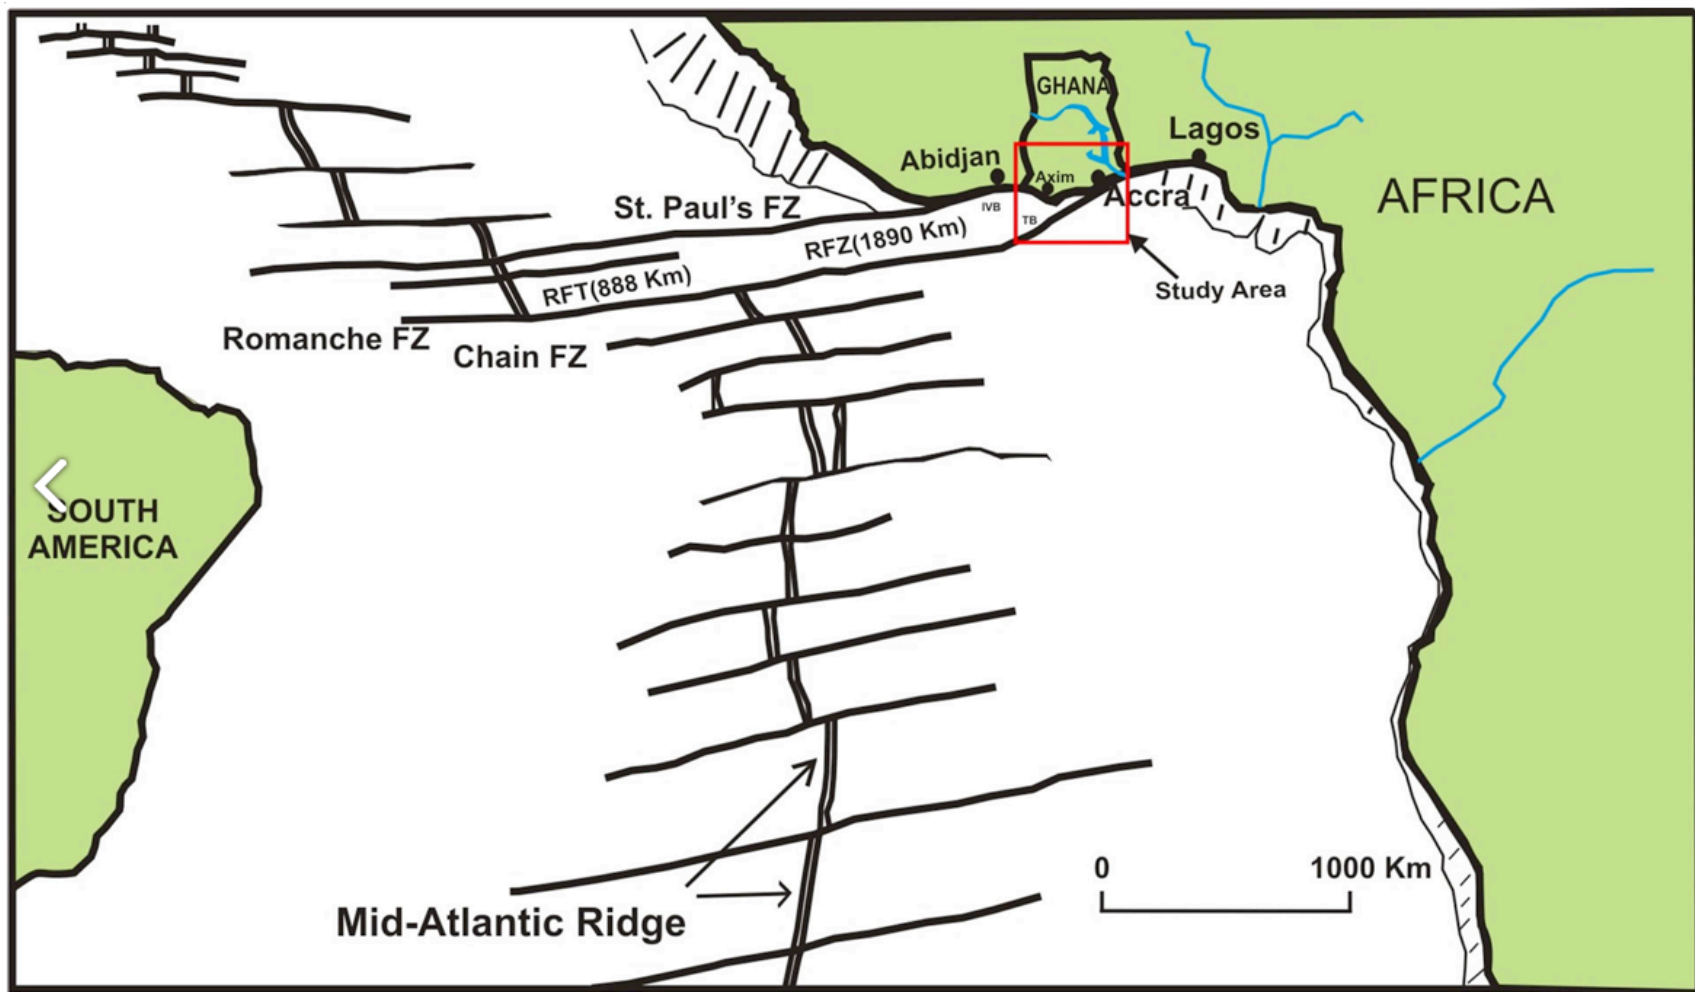 GHANA
Lagos
Abidjan
Axim
Accra
AFRICA
St. Paul's FZ
IVB
TB
RFZ(1890 Km)
RFT(888 Km)
Study Area
Romanche FZ
Chain FZ
SOUTH
AMERICA
0 1000 Km
Mid-Atlantic Ridge